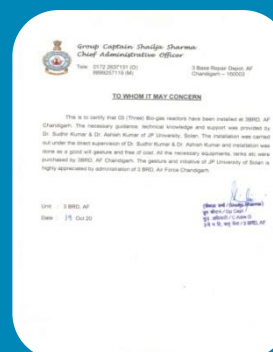 Group Captain Shailja Sharma
Chief Administrative Officer
Tele: 0172 2637131 (O)
3 Base Repair Depot, AF
Chandigarh – 160003
TO WHOM IT MAY CONCERN
This is to certify that 03 (Three) Bio-gas reactors have been installed at 3BRD, AF
Chandigarh. The necessary guidance, technical knowledge and support was provided by
Dr. Sudhir Kumar & Dr. Ashish Kumar of JP University, Solan. The installation was carried
out under the direct supervision of Dr. Sudhir Kumar & Dr. Ashish Kumar and installation was
done as a good will gesture and free of cost. All the necessary equipments, tanks etc were
purchased by 3BRD, AF Chandigarh. The gesture and initiative of JP University of Solan is
highly appreciated by administration of 3 BRD, Air Force Chandigarh.
Unit : 3 BRD, AF
Date : 19 Oct 20